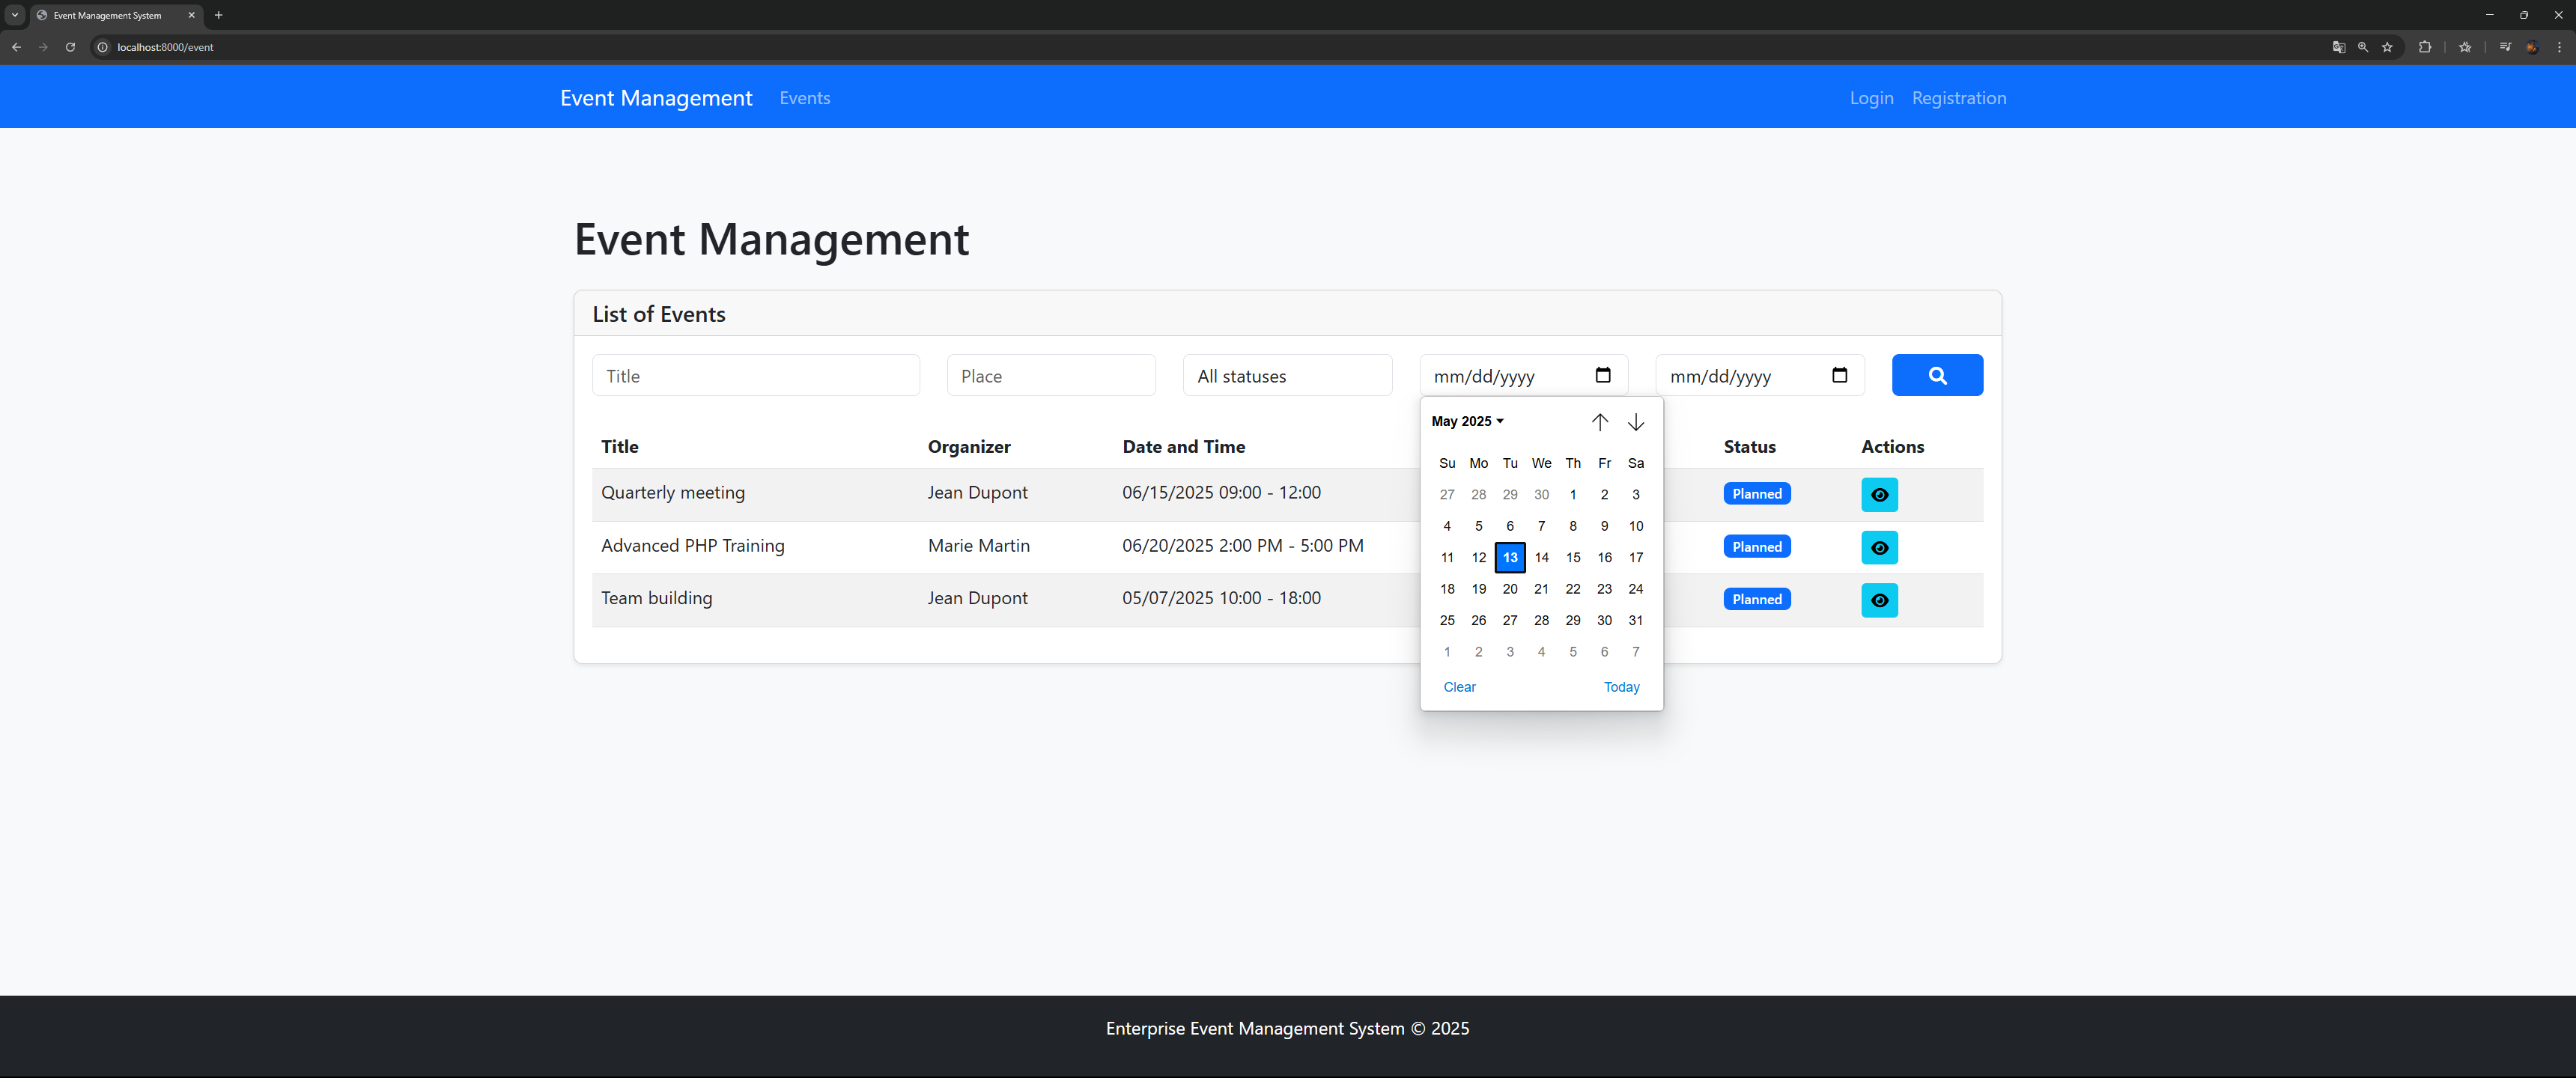 Event Management System
localhost:8000/event
Event Management Events Login Registration
Event Management
List of Events
Title Place All statuses mm/dd/yyyy mm/dd/yyyy
May 2025
Su Mo Tu We Th Fr Sa
27 28 29 30 1 2 3
4 5 6 7 8 9 10
11 12 13 14 15 16 17
18 19 20 21 22 23 24
25 26 27 28 29 30 31
1 2 3 4 5 6 7
Clear Today
Title Organizer Date and Time Status Actions
Quarterly meeting Jean Dupont 06/15/2025 09:00 - 12:00 Planned
Advanced PHP Training Marie Martin 06/20/2025 2:00 PM - 5:00 PM Planned
Team building Jean Dupont 05/07/2025 10:00 - 18:00 Planned
Enterprise Event Management System © 2025